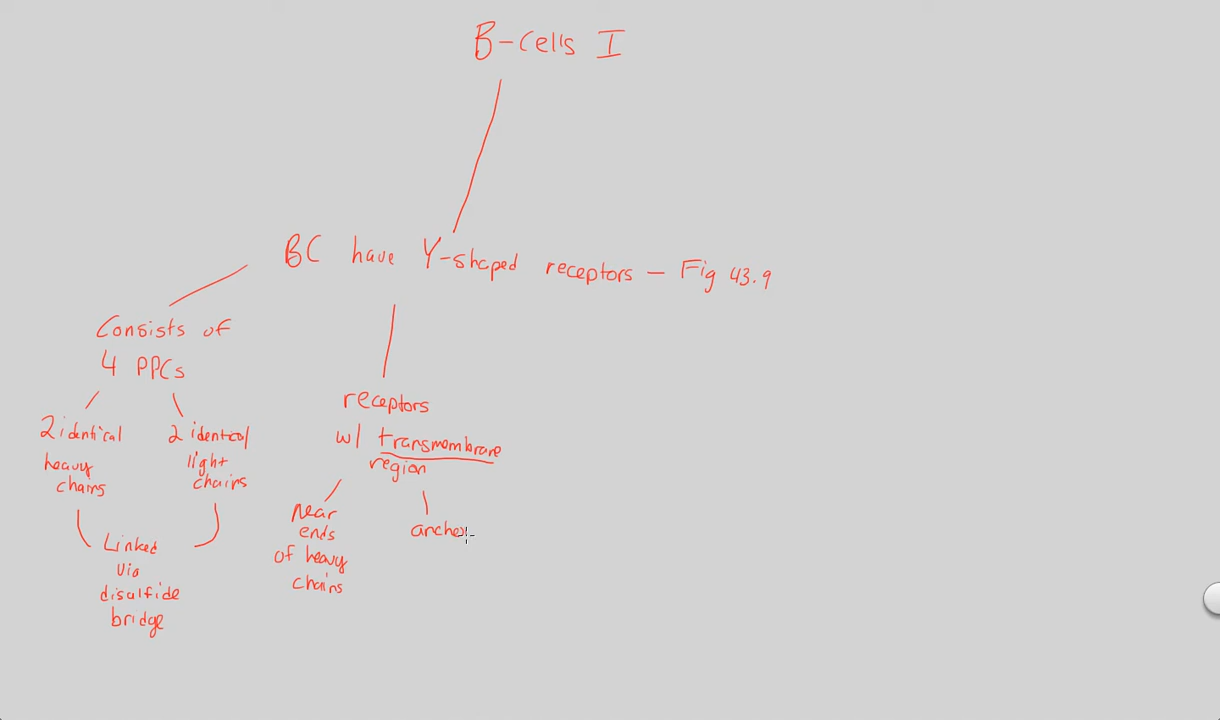 B-cells I
BC have Y-shaped receptors - Fig 43.9
Consists of
4 PPCs
2 identical
heavy
chains
2 identical
light
chains
Linked
via
disulfide
bridge
receptors
w/ transmembrane
region
near
ends
of heavy
chains
anchor